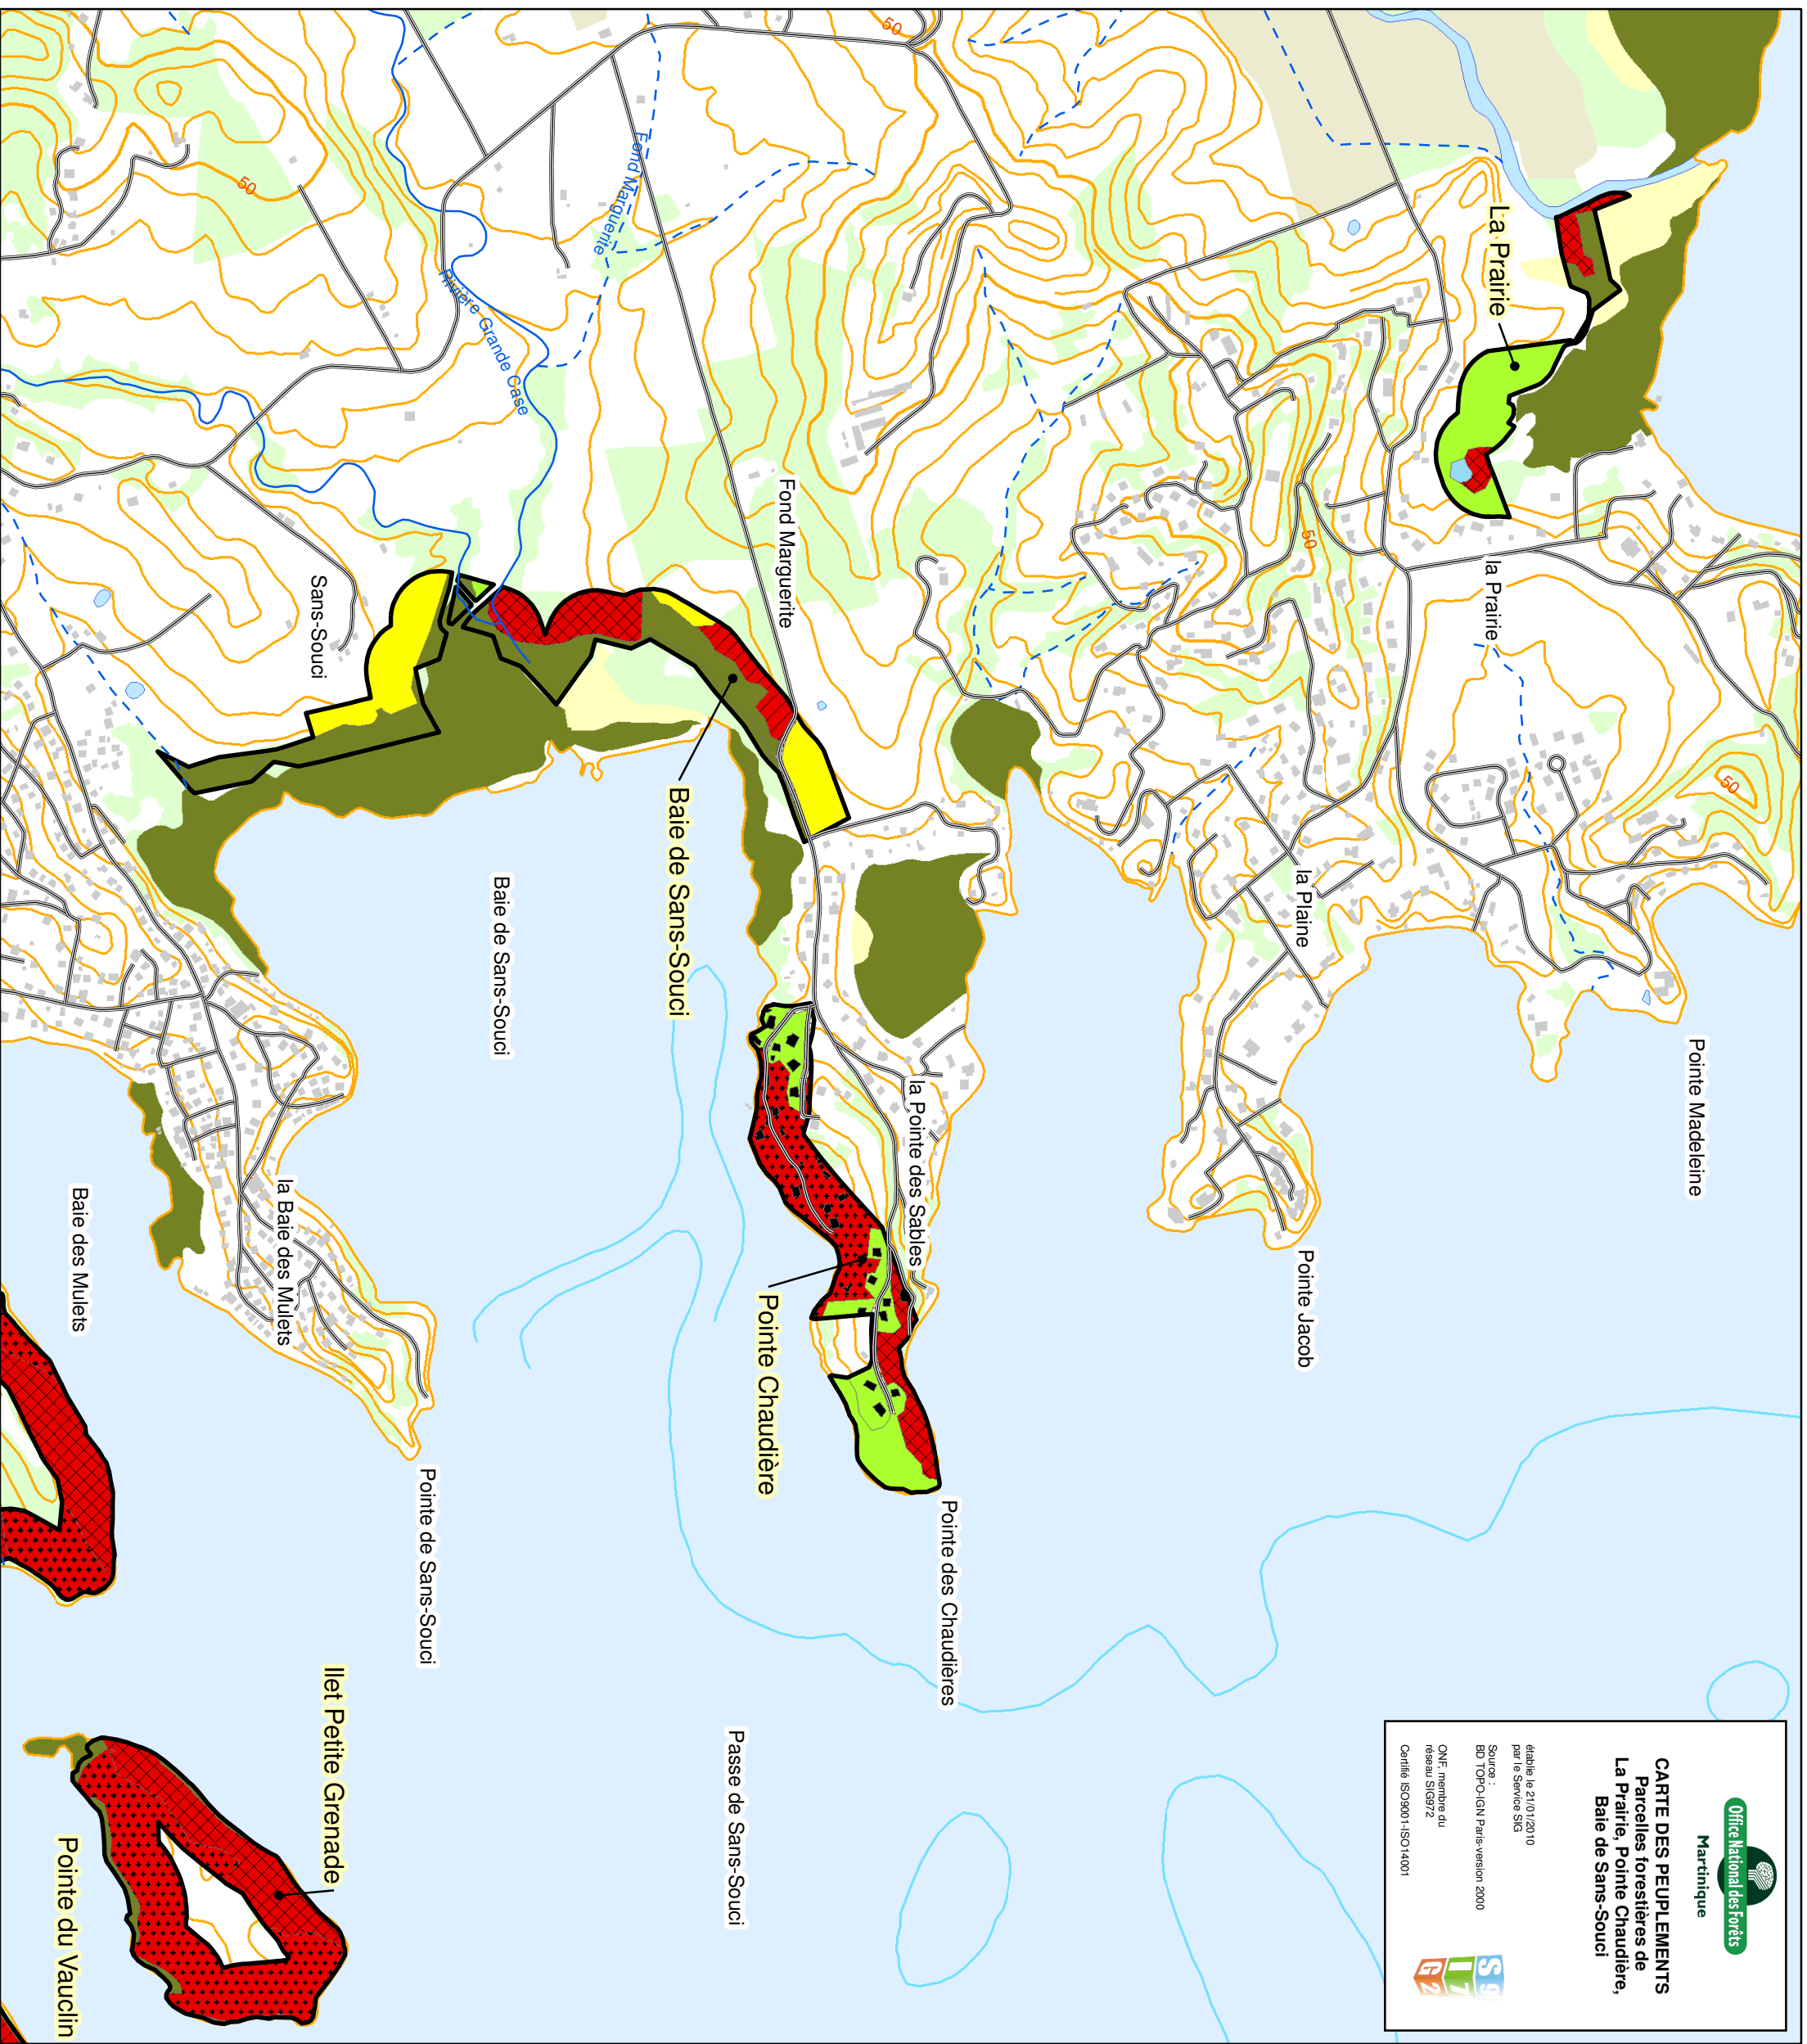 Office National des Forêts
Martinique
CARTE DES PEUPLEMENTS
Parcelles forestières de
La Prairie, Pointe Chaudière,
Baie de Sans-Souci
établie le 21/01/2010
par le Service SIG
Source :
BD TOPO-IGN Paris-version 2000
ONF, membre du
réseau SIG972
Certifié ISO9001-ISO14001
S9
I7
G2
La Prairie
la Prairie
50
Pointe Madeleine
50
la Plaine
Pointe Jacob
50
Fond Marguerite
la Pointe des Sables
Pointe des Chaudières
Pointe Chaudière
Fond Marguerite
Baie de Sans-Souci
Passe de Sans-Souci
Rivière Grande Case
Baie de Sans-Souci
Pointe de Sans-Souci
50
Sans-Souci
la Baie des Mulets
Ilet Petite Grenade
Baie des Mulets
Pointe du Vauclin